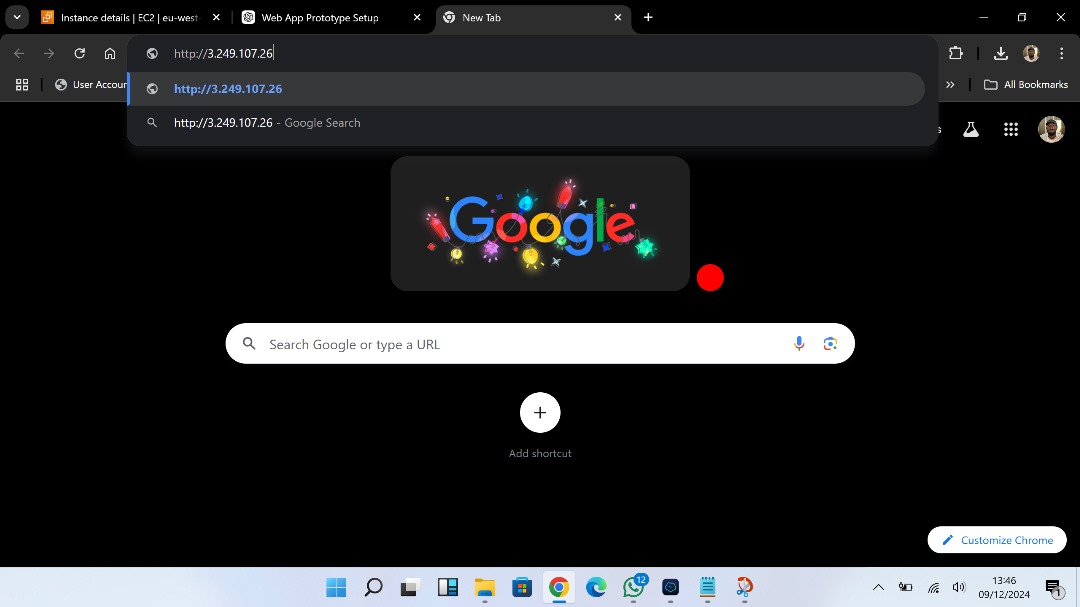 Instance details | EC2 | eu-west-
Web App Prototype Setup
New Tab
http://3.249.107.26
User Accoun
All Bookmarks
http://3.249.107.26
http://3.249.107.26 - Google Search
s
Google
Search Google or type a URL
Add shortcut
Customize Chrome
12
13:46
09/12/2024
1